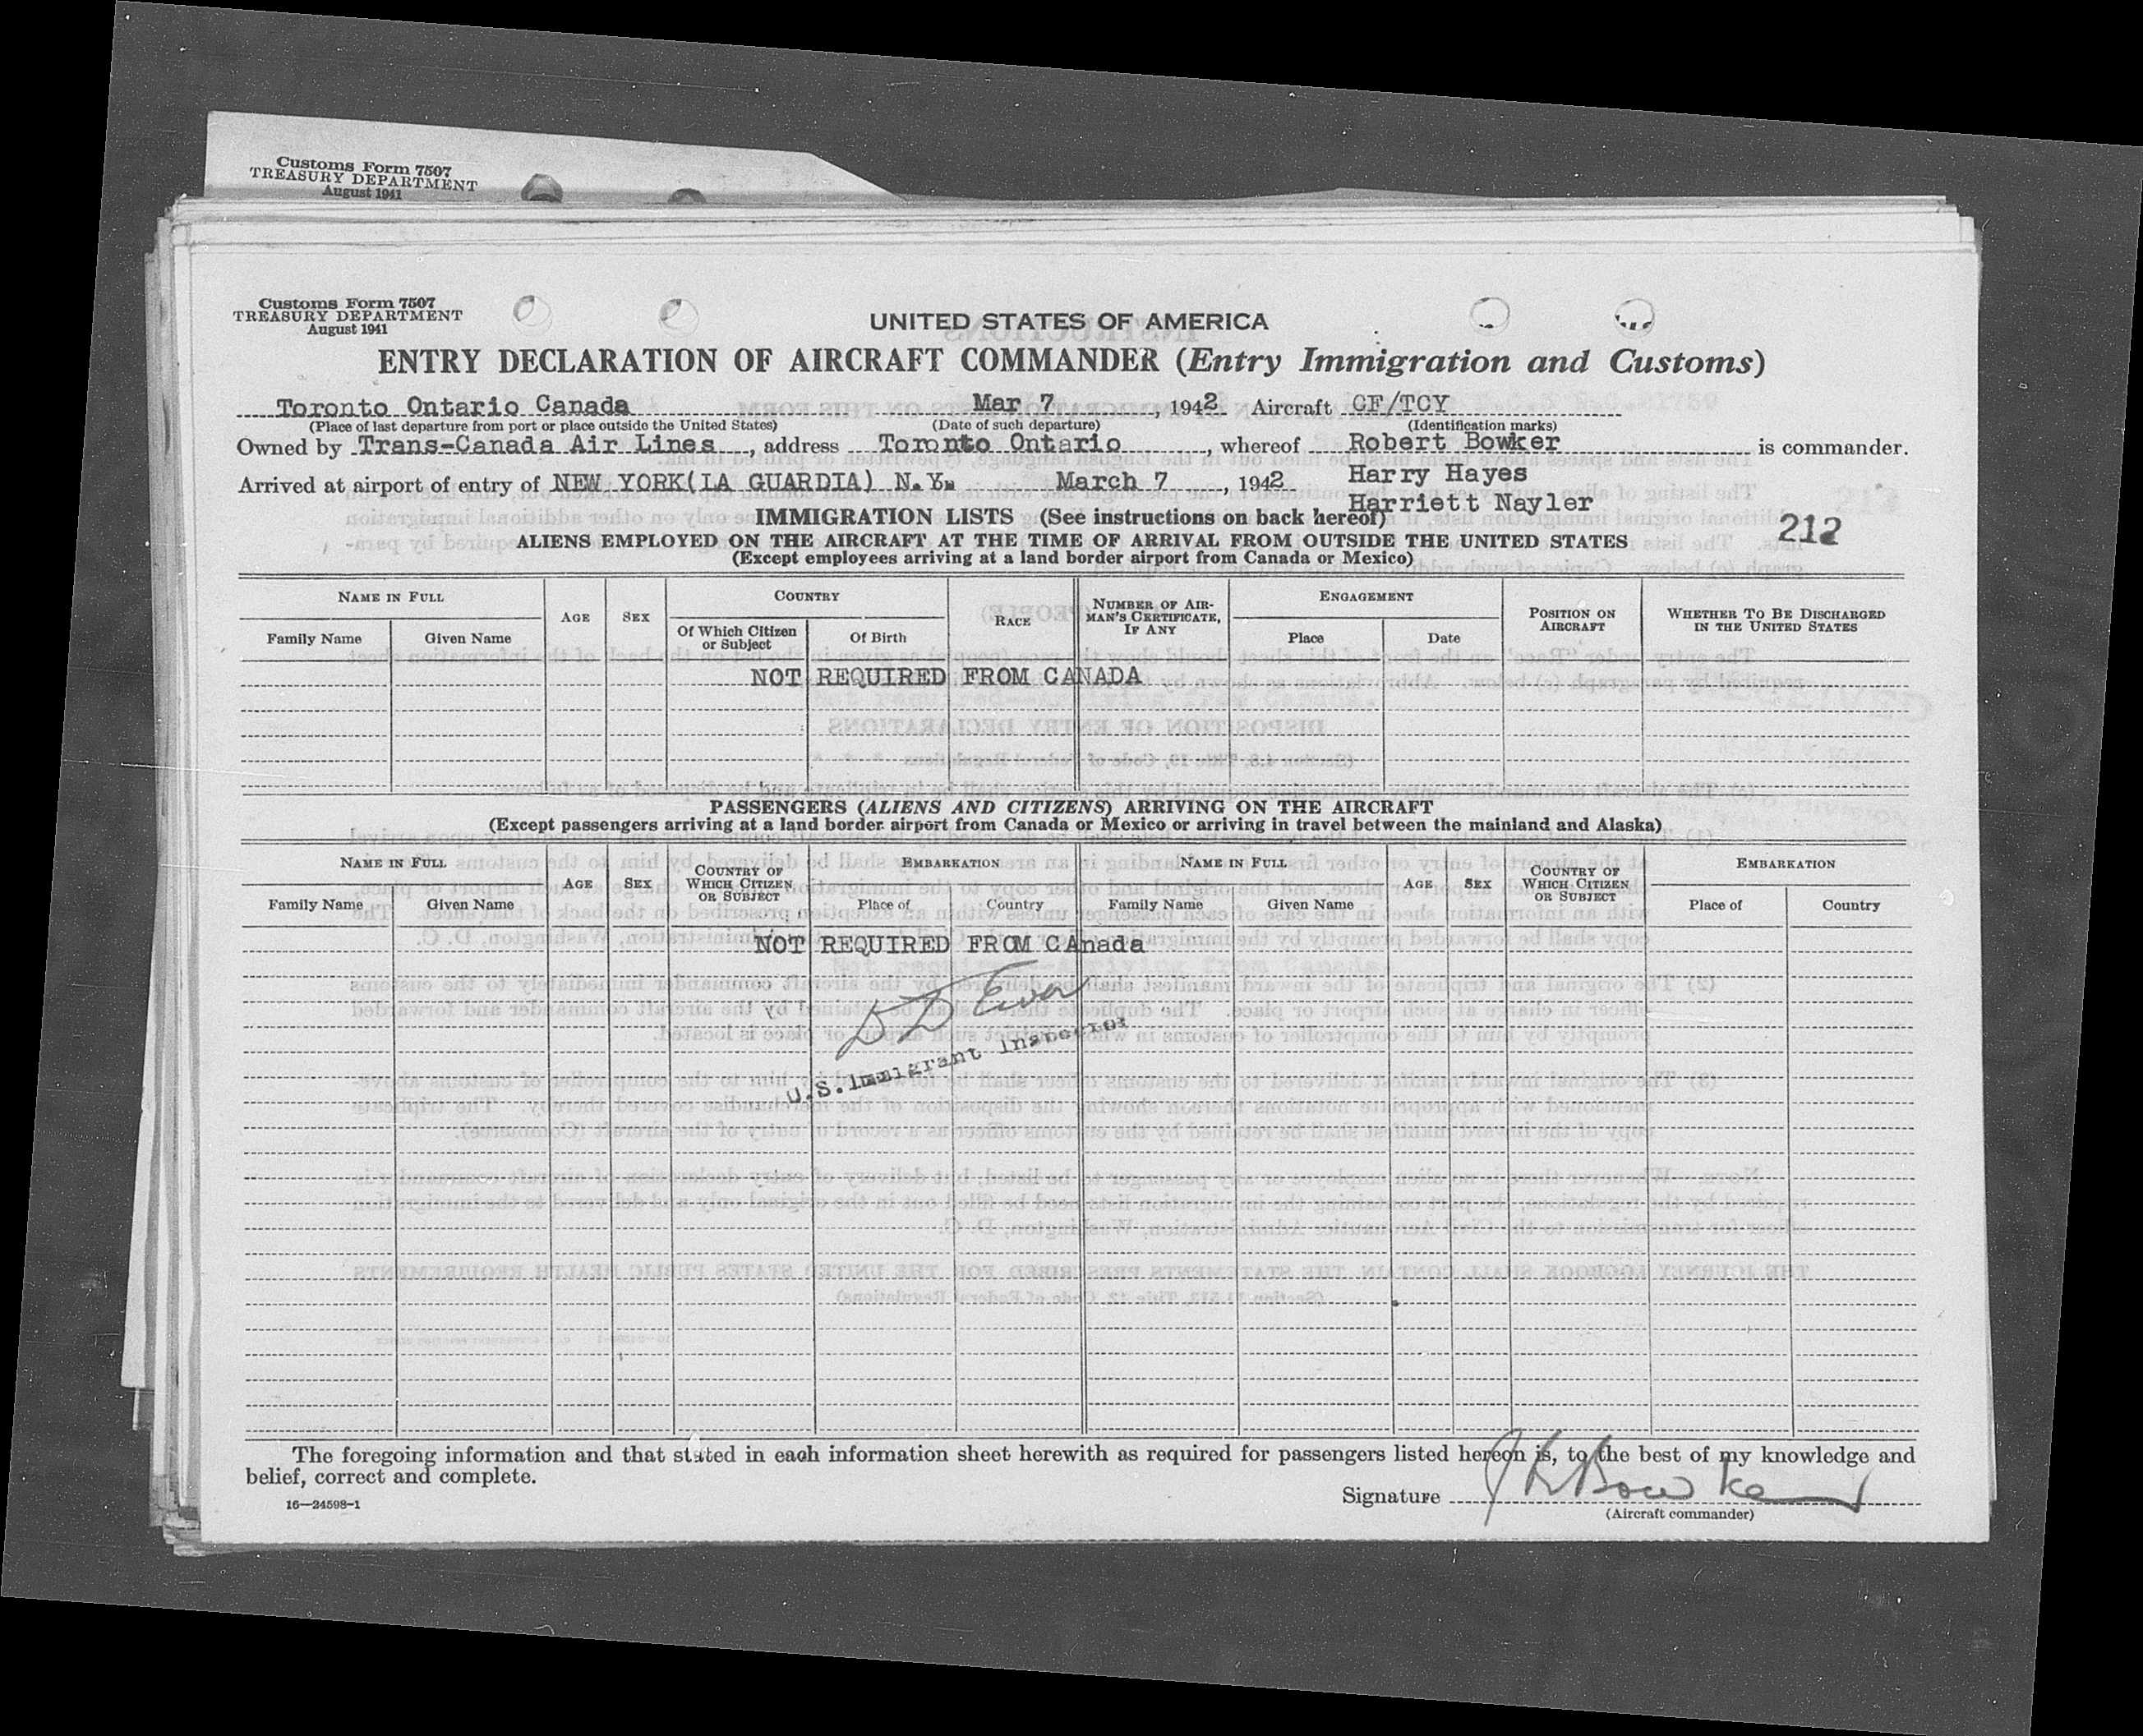 Customs Form 7507
TREASURY DEPARTMENT
August 1941
Customs Form 7507
TREASURY DEPARTMENT
August 1941
UNITED STATES OF AMERICA
ENTRY DECLARATION OF AIRCRAFT COMMANDER (Entry Immigration and Customs)
Toronto Ontario Canada Mar 7, 1942 Aircraft CF/TCY
(Place of last departure from port or place outside the United States) (Date of such departure) (Identification marks)
Owned by Trans-Canada Air Lines, address Toronto Ontario, whereof Robert Bowker is commander.
Arrived at airport of entry of NEW YORK(LA GUARDIA) N.Y. March 7, 1942 Harry Hayes
Harriett Nayler
IMMIGRATION LISTS (See instructions on back hereof)
212
ALIENS EMPLOYED ON THE AIRCRAFT AT THE TIME OF ARRIVAL FROM OUTSIDE THE UNITED STATES
(Except employees arriving at a land border airport from Canada or Mexico)
NAME IN FULL AGE SEX COUNTRY RACE NUMBER OF AIRMAN'S CERTIFICATE, IF ANY ENGAGEMENT POSITION ON AIRCRAFT WHETHER TO BE DISCHARGED IN THE UNITED STATES
Family Name Given Name Of Which Citizen or Subject Of Birth Place Date
NOT REQUIRED FROM CANADA
PASSENGERS (ALIENS AND CITIZENS) ARRIVING ON THE AIRCRAFT
(Except passengers arriving at a land border airport from Canada or Mexico or arriving in travel between the mainland and Alaska)
NAME IN FULL AGE SEX COUNTRY OF WHICH CITIZEN OR SUBJECT EMBARKATION NAME IN FULL AGE SEX COUNTRY OF WHICH CITIZEN OR SUBJECT EMBARKATION
Family Name Given Name Place of Country Family Name Given Name Place of Country
NOT REQUIRED FROM CAnada
U.S. Immigrant Inspector
The foregoing information and that stated in each information sheet herewith as required for passengers listed hereon is, to the best of my knowledge and
belief, correct and complete.
Signature J R Bowker
(Aircraft commander)
16—24598-1